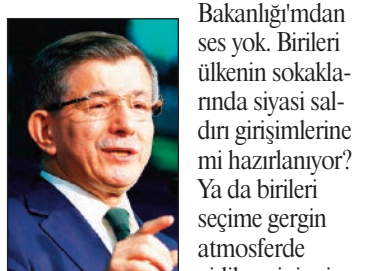 Bakanlığı'mdan
ses yok. Birileri
ülkenin sokakla-
rında siyasi sal-
dırı girişimlerine
mi hazırlanıyor?
Ya da birileri
seçime gergin
atmosferde